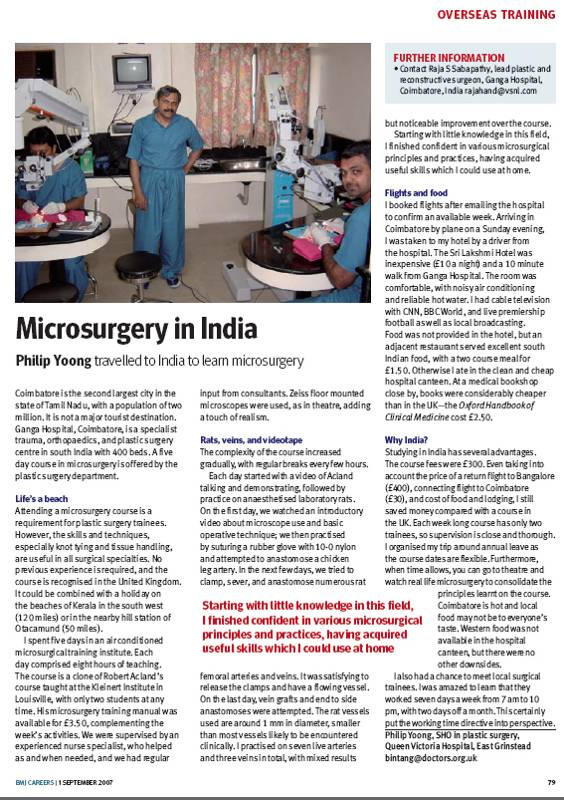 OVERSEAS TRAINING
FURTHER INFORMATION
• Contact Raja S Sabapathy, lead plastic and
reconstructive surgeon, Ganga Hospital,
Coimbatore, India rajahand@vsnl.com
Microsurgery in India
Philip Yoong travelled to India to learn microsurgery
Coimbatore is the second largest city in the
state of Tamil Nadu, with a population of two
million. It is not a major tourist destination.
Ganga Hospital, Coimbatore, is a specialist
trauma, orthopaedics, and plastic surgery
centre in south India with 400 beds. A five
day course in microsurgery is offered by the
plastic surgery department.
Life's a beach
Attending a microsurgery course is a
requirement for plastic surgery trainees.
However, the skills and techniques,
especially knot tying and tissue handling,
are useful in all surgical specialties. No
previous experience is required, and the
course is recognised in the United Kingdom.
It could be combined with a holiday on
the beaches of Kerala in the south west
(120 miles) or in the nearby hill station of
Otacamund (50 miles).
I spent five days in an air conditioned
microsurgical training institute. Each
day comprised eight hours of teaching.
The course is a clone of Robert Acland's
course taught at the Kleinert Institute in
Louisville, with only two students at any
time. His microsurgery training manual was
available for £3.50, complementing the
week's activities. We were supervised by an
experienced nurse specialist, who helped
as and when needed, and we had regular
input from consultants. Zeiss floor mounted
microscopes were used, as in theatre, adding
a touch of realism.
Rats, veins, and videotape
The complexity of the course increased
gradually, with regular breaks every few hours.
Each day started with a video of Acland
talking and demonstrating, followed by
practice on anaesthetised laboratory rats.
On the first day, we watched an introductory
video about microscope use and basic
operative technique; we then practised
by suturing a rubber glove with 10-0 nylon
and attempted to anastomose a chicken
leg artery. In the next few days, we tried to
clamp, sever, and anastomose numerous rat
Starting with little knowledge in this field,
I finished confident in various microsurgical
principles and practices, having acquired
useful skills which I could use at home
femoral arteries and veins. It was satisfying to
release the clamps and have a flowing vessel.
On the last day, vein grafts and end to side
anastomoses were attempted. The rat vessels
used are around 1 mm in diameter, smaller
than most vessels likely to be encountered
clinically. I practised on seven live arteries
and three veins in total, with mixed results
but noticeable improvement over the course.
Starting with little knowledge in this field,
I finished confident in various microsurgical
principles and practices, having acquired
useful skills which I could use at home.
Flights and food
I booked flights after emailing the hospital
to confirm an available week. Arriving in
Coimbatore by plane on a Sunday evening,
I was taken to my hotel by a driver from
the hospital. The Sri Lakshmi Hotel was
inexpensive (£10 a night) and a 10 minute
walk from Ganga Hospital. The room was
comfortable, with noisy air conditioning
and reliable hot water. I had cable television
with CNN, BBC World, and live premiership
football as well as local broadcasting.
Food was not provided in the hotel, but an
adjacent restaurant served excellent south
Indian food, with a two course meal for
£1.50. Otherwise I ate in the clean and cheap
hospital canteen. At a medical bookshop
close by, books were considerably cheaper
than in the UK—the Oxford Handbook of
Clinical Medicine cost £2.50.
Why India?
Studying in India has several advantages.
The course fees were £300. Even taking into
account the price of a return flight to Bangalore
(£400), connecting flight to Coimbatore
(£30), and cost of food and lodging, I still
saved money compared with a course in
the UK. Each week long course has only two
trainees, so supervision is close and thorough.
I organised my trip around annual leave as
the course dates are flexible. Furthermore,
when time allows, you can go to theatre and
watch real life microsurgery to consolidate the
principles learnt on the course.
Coimbatore is hot and local
food may not be to everyone's
taste. Western food was not
available in the hospital
canteen, but there were no
other downsides.
I also had a chance to meet local surgical
trainees. I was amazed to learn that they
worked seven days a week from 7 am to 10
pm, with two days off a month. This certainly
put the working time directive into perspective.
Philip Yoong, SHO in plastic surgery,
Queen Victoria Hospital, East Grinstead
bintang@doctors.org.uk
BMJ CAREERS | 1 SEPTEMBER 2007
79